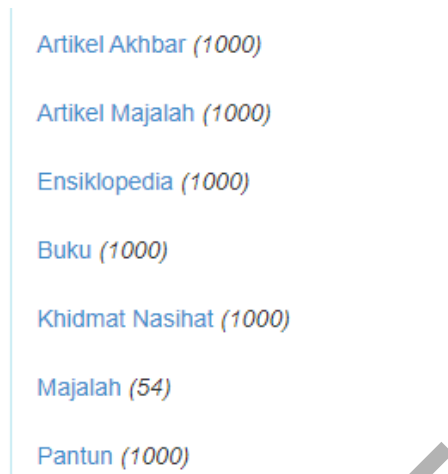 Artikel Akhbar (1000)
Artikel Majalah (1000)
Ensiklopedia (1000)
Buku (1000)
Khidmat Nasihat (1000)
Majalah (54)
Pantun (1000)